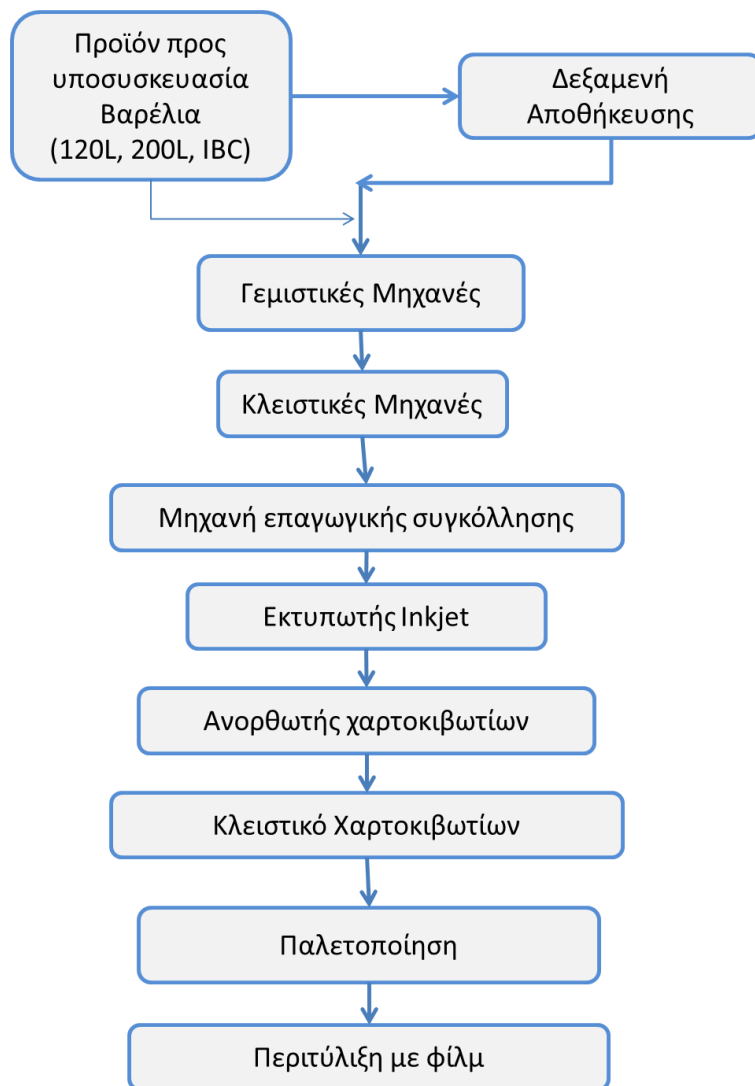 Προϊόν προς
υποσυσκευασία
Βαρέλια
(120L, 200L, IBC)
Δεξαμενή
Αποθήκευσης
Γεμιστικές Μηχανές
Κλειστικές Μηχανές
Μηχανή επαγωγικής συγκόλλησης
Εκτυπωτής Inkjet
Ανορθωτής χαρτοκιβωτίων
Κλειστικό Χαρτοκιβωτίων
Παλετοποίηση
Περιτύλιξη με φίλμ